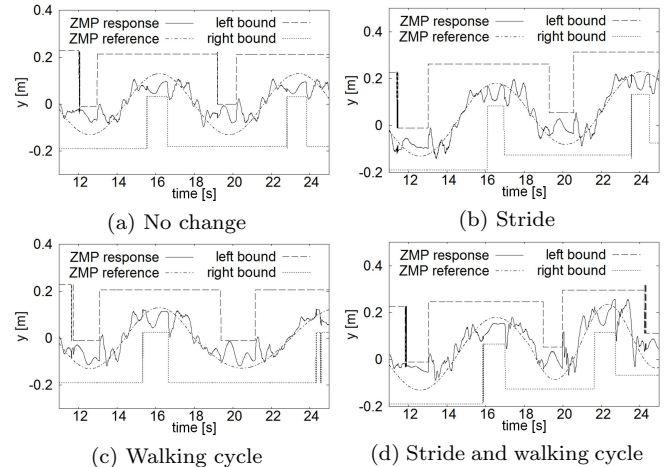 0.4
ZMP response
left bound
ZMP reference
right bound
0.2
y [m]
0
-0.2
12 14 16 18 20 22 24
time [s]
(a) No change
0.4
ZMP response
left bound
ZMP reference
right bound
0.2
y [m]
0
-0.2
12 14 16 18 20 22 24
time [s]
(b) Stride
0.4
ZMP response
left bound
ZMP reference
right bound
0.2
y [m]
0
-0.2
12 14 16 18 20 22 24
time [s]
(c) Walking cycle
0.4
ZMP response
left bound
ZMP reference
right bound
0.2
y [m]
0
-0.2
12 14 16 18 20 22 24
time [s]
(d) Stride and walking cycle